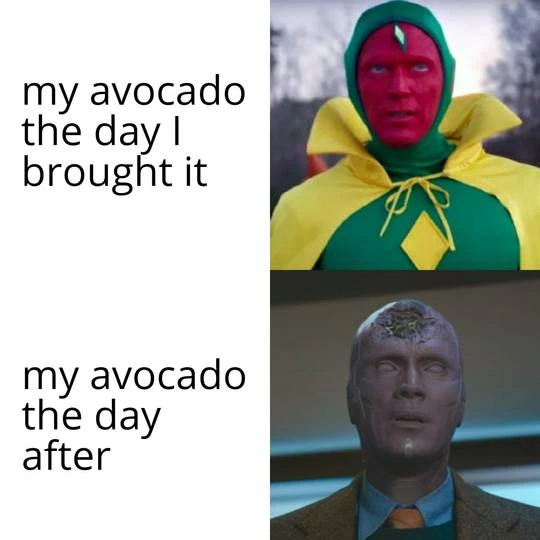 my avocado
the day I
brought it
my avocado
the day
after